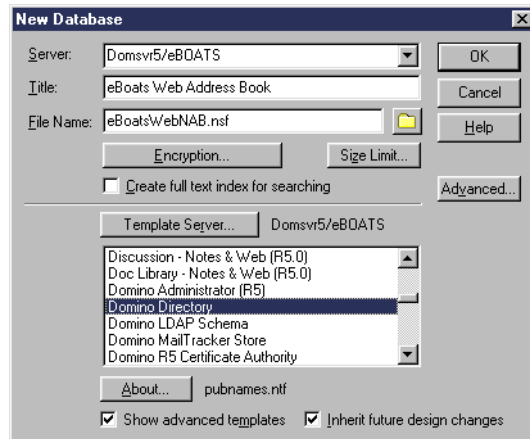 New Database
Server: Domsvr5/eBOATS OK
Title: eBoats Web Address Book Cancel
File Name: eBoatsWebNAB.nsf Help
Encryption... Size Limit...
Create full text index for searching Advanced...
Template Server... Domsvr5/eBOATS
Discussion - Notes & Web (R5.0)
Doc Library - Notes & Web (R5.0)
Domino Administrator (R5)
Domino Directory
Domino LDAP Schema
Domino MailTracker Store
Domino R5 Certificate Authority
About... pubnames.ntf
Show advanced templates Inherit future design changes